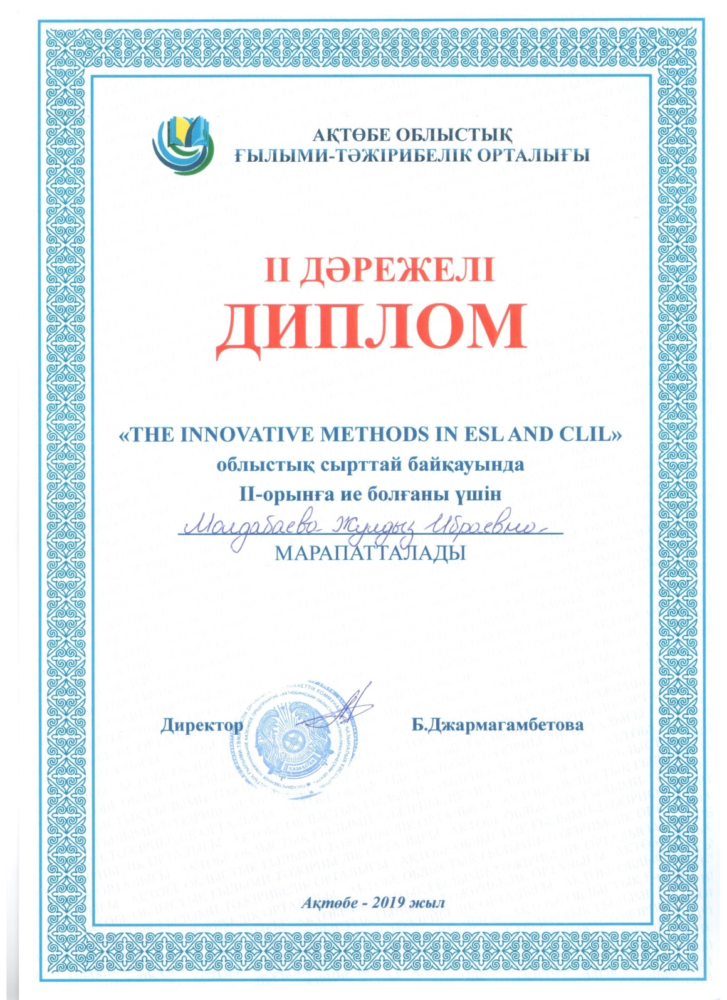 АҚТӨБЕ ОБЛЫСТЫҚ
ҒЫЛЫМИ-ТӘЖІРИБЕЛІК ОРТАЛЫҒЫ
II ДӘРЕЖЕЛІ
ДИПЛОМ
«THE INNOVATIVE METHODS IN ESL AND CLIL»
облыстық сырттай байқауында
II-орынға ие болғаны үшін
Молдабаева Жулдыз Ибраевна
МАРАПАТТАЛАДЫ
Директор
Б.Джармагамбетова
ҚАЗАҚСТАН
Ақтөбе - 2019 жыл